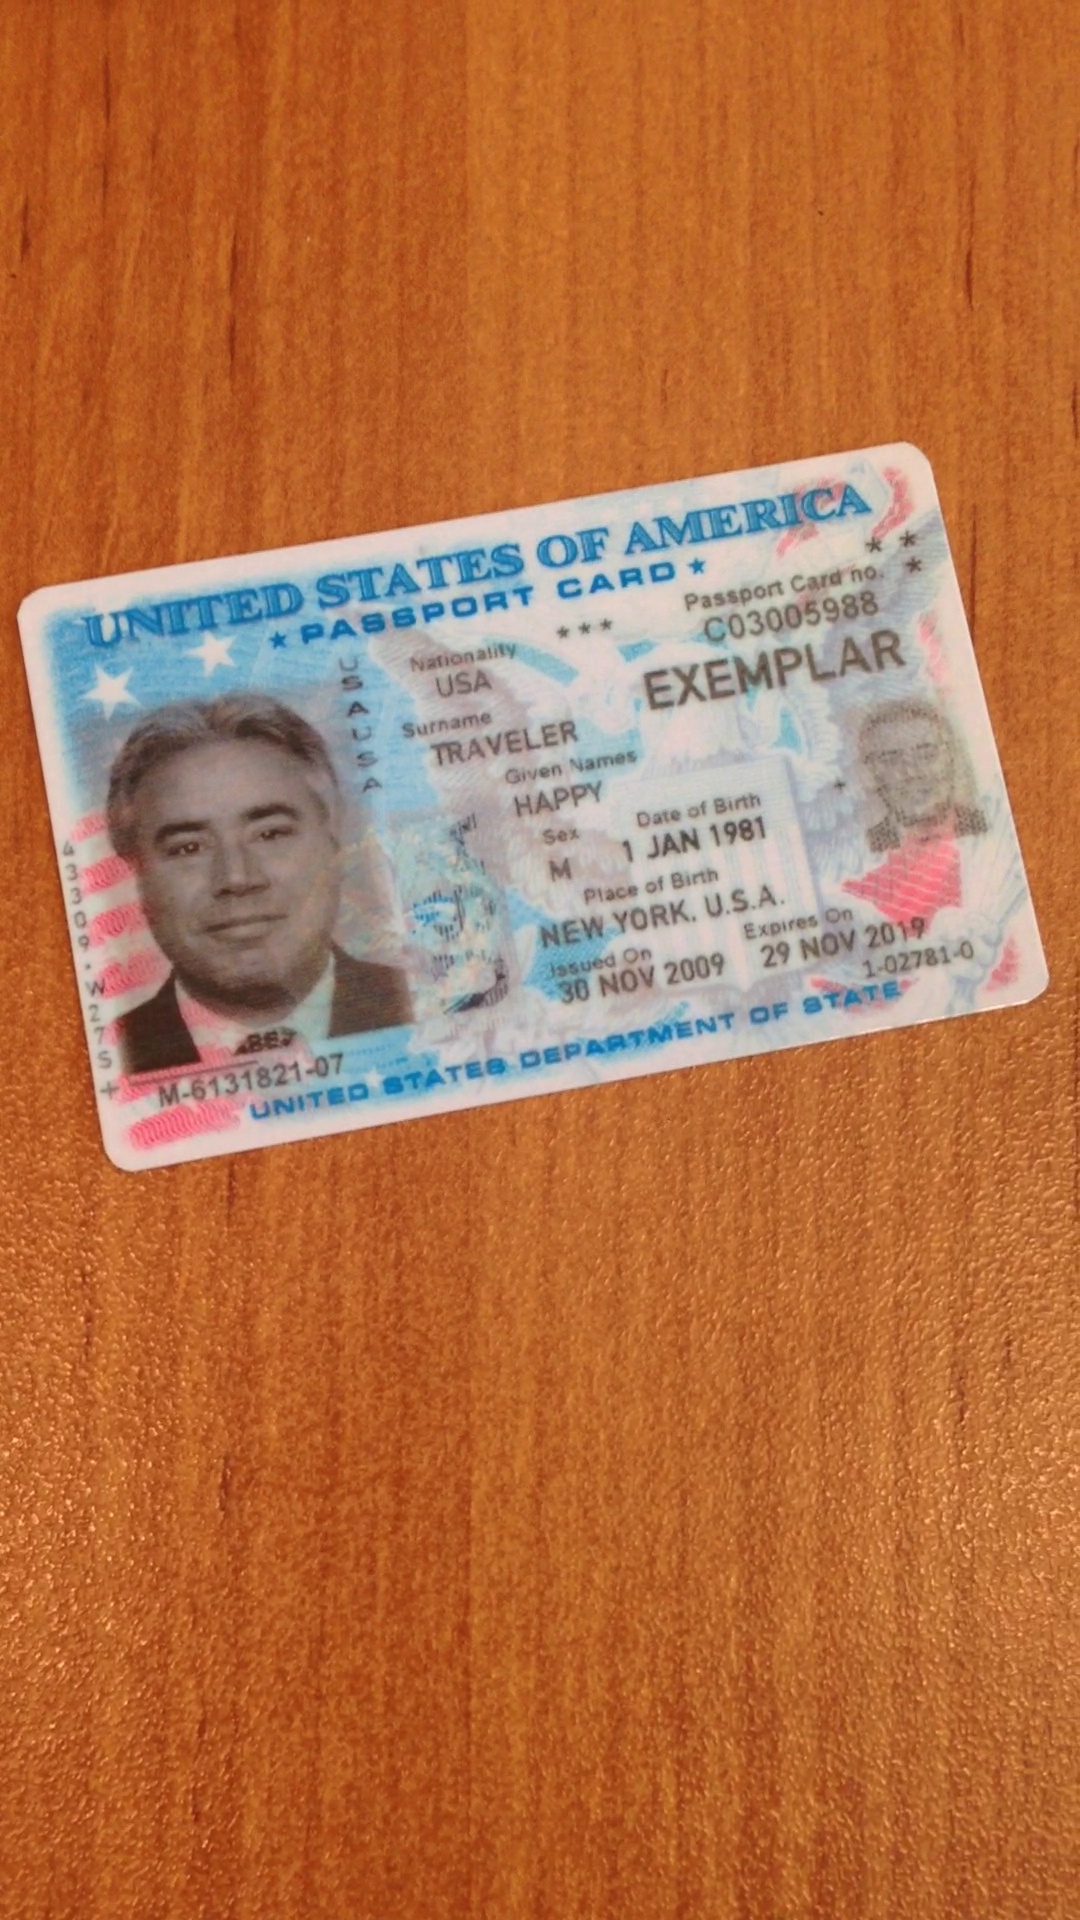 UNITED STATES OF AMERICA
★ PASSPORT CARD ★
Passport Card no.
C03005988
EXEMPLAR
Nationality
USA
Surname
TRAVELER
Given Names
HAPPY
Sex
M
Date of Birth
1 JAN 1981
Place of Birth
NEW YORK, U.S.A.
Issued On
30 NOV 2009
Expires On
29 NOV 2019
1-02781-0
USAUSA
M-6131821-07
UNITED STATES DEPARTMENT OF STATE